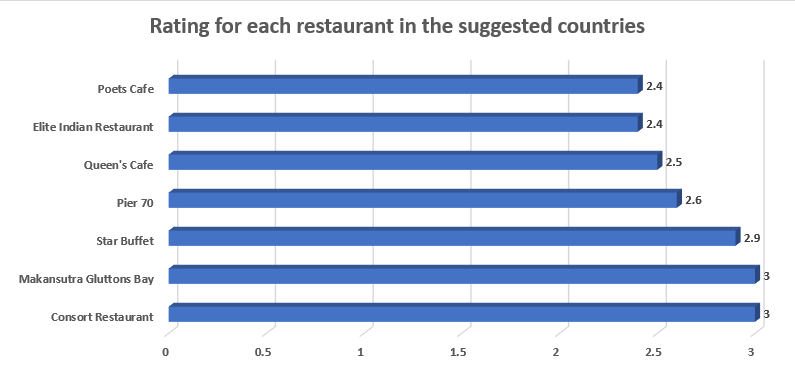 Rating for each restaurant in the suggested countries
Poets Cafe 2.4
Elite Indian Restaurant 2.4
Queen's Cafe 2.5
Pier 70 2.6
Star Buffet 2.9
Makansutra Gluttons Bay 3
Consort Restaurant 3
0 0.5 1 1.5 2 2.5 3